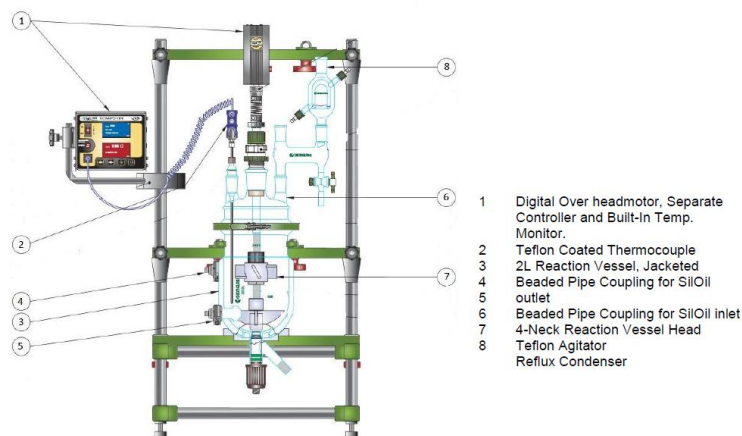 1
8
6
2
7
4
3
5
1 Digital Over headmotor, Separate
Controller and Built-In Temp.
Monitor.
2 Teflon Coated Thermocouple
3 2L Reaction Vessel, Jacketed
4 Beaded Pipe Coupling for SilOil
5 outlet
6 Beaded Pipe Coupling for SilOil inlet
7 4-Neck Reaction Vessel Head
8 Teflon Agitator
Reflux Condenser